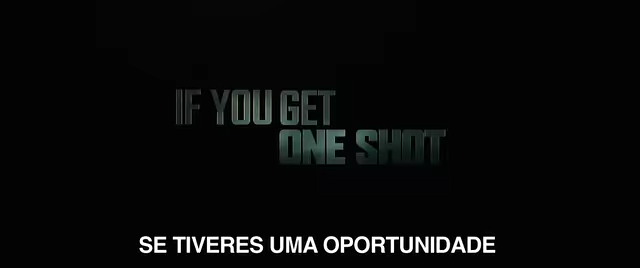 IF YOU GET
ONE SHOT
SE TIVERES UMA OPORTUNIDADE